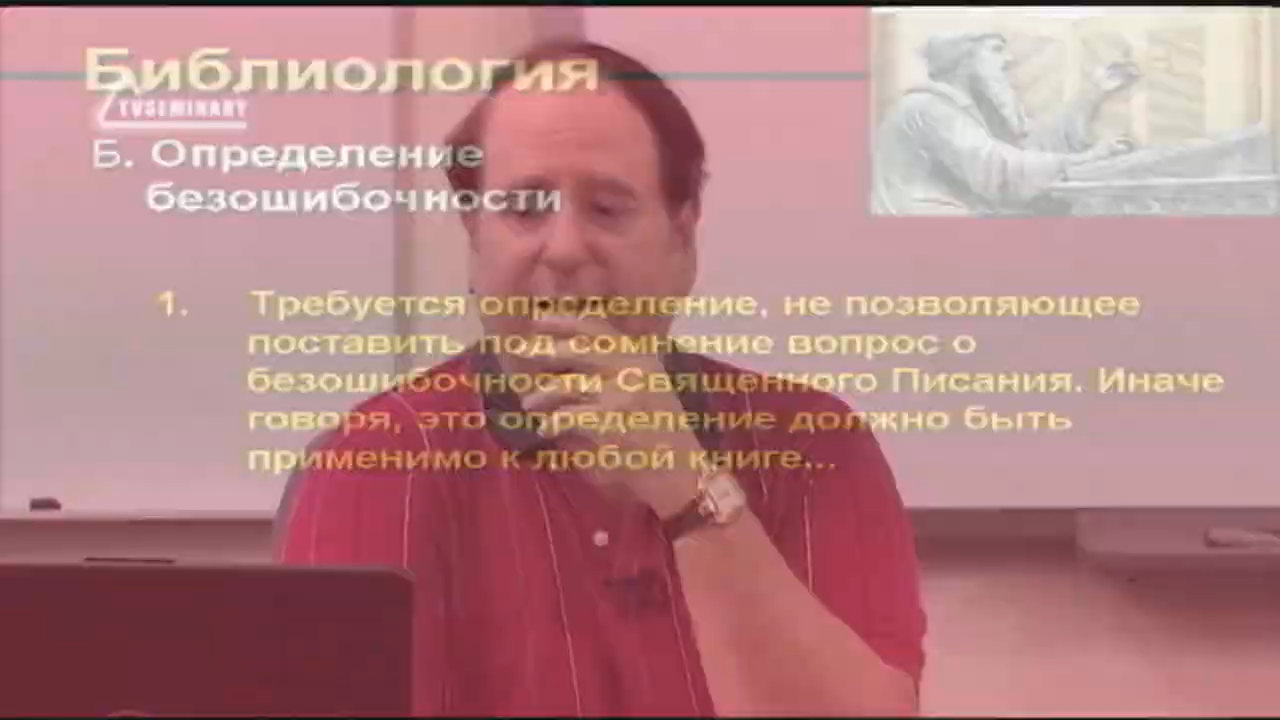 Библиология
TVSEMINARY
Б. Определение
безошибочности
1. Требуется определение, не позволяющее
поставить под сомнение вопрос о
безошибочности Священного Писания. Иначе
говоря, это определение должно быть
применимо к любой книге...